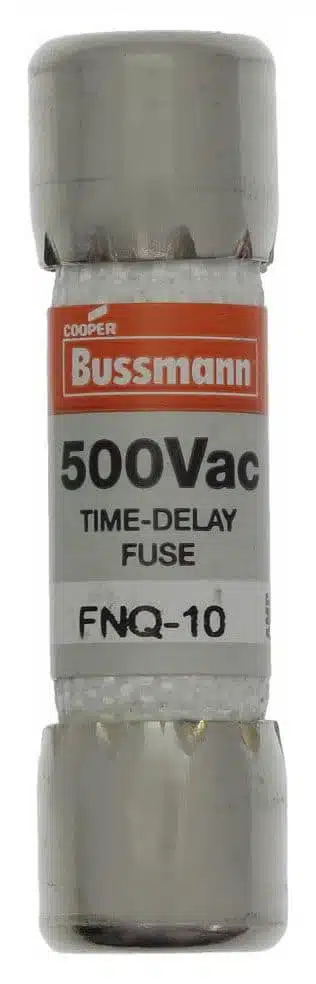 COOPER
Bussmann
500Vac
TIME-DELAY
FUSE
FNQ-10